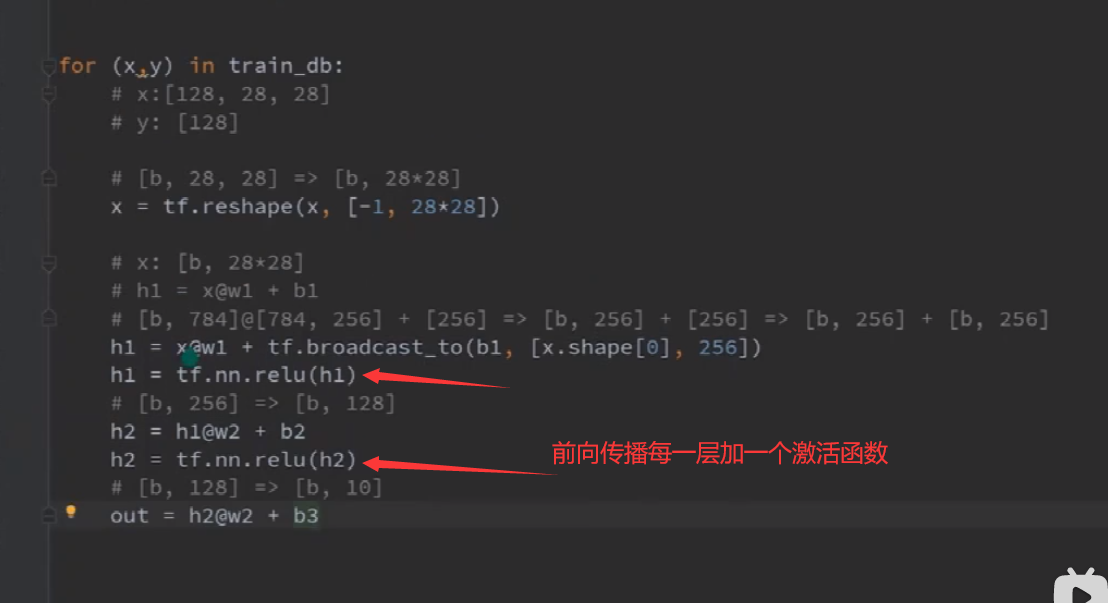 for (x,y) in train_db:
# x:[128, 28, 28]
# y: [128]
# [b, 28, 28] => [b, 28*28]
x = tf.reshape(x, [-1, 28*28])
# x: [b, 28*28]
# h1 = x@w1 + b1
# [b, 784]@[784, 256] + [256] => [b, 256] + [256] => [b, 256] + [b, 256]
h1 = x@w1 + tf.broadcast_to(b1, [x.shape[0], 256])
h1 = tf.nn.relu(h1)
# [b, 256] => [b, 128]
h2 = h1@w2 + b2
h2 = tf.nn.relu(h2)
前向传播每一层加一个激活函数
# [b, 128] => [b, 10]
out = h2@w2 + b3